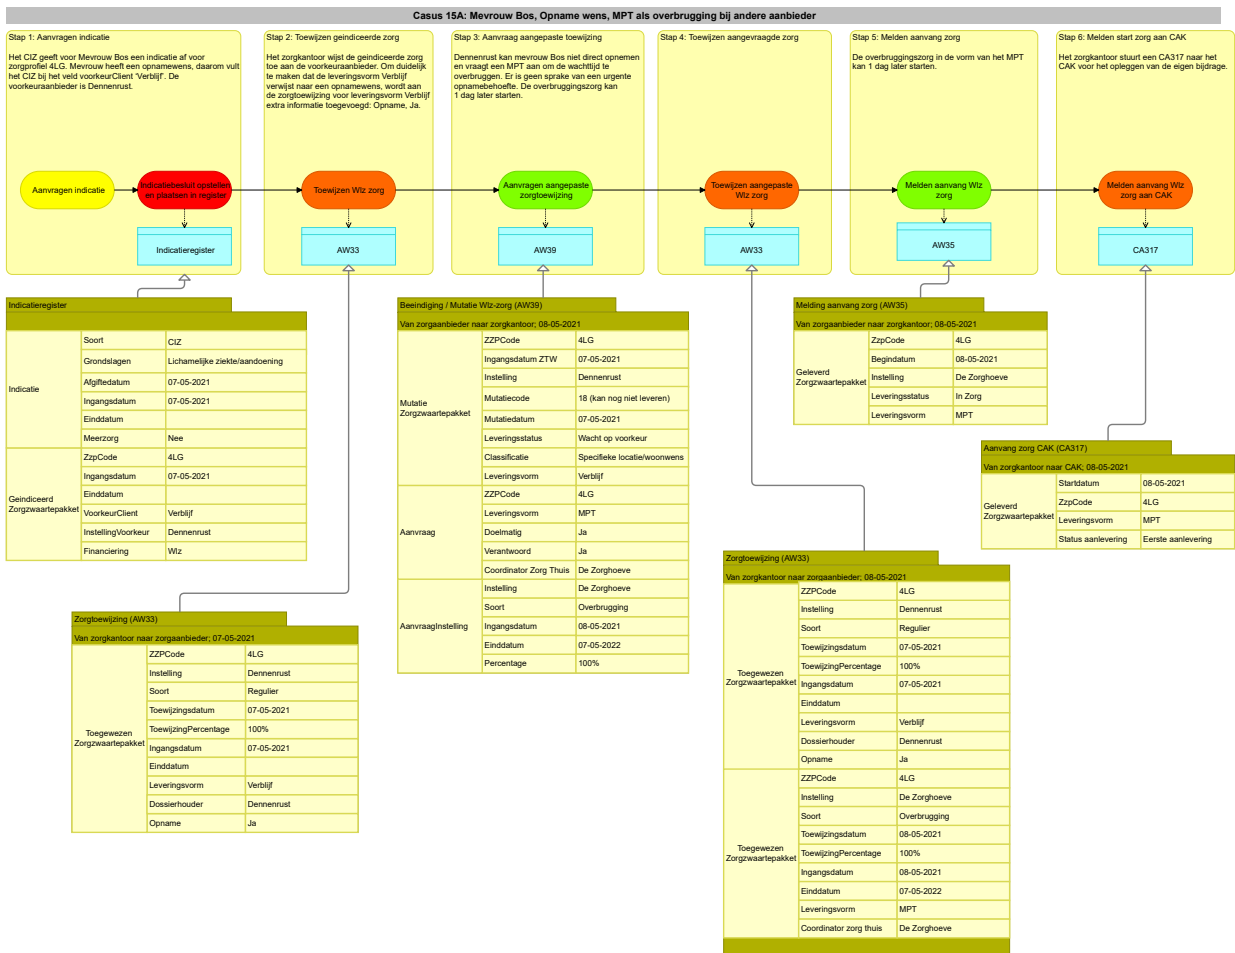 Casus 15A: Mevrouw Bos, Opname wens, MPT als overbrugging bij andere aanbieder
Stap 1: Aanvragen indicatie
Het CIZ geeft voor Mevrouw Bos een indicatie af voor
zorgprofiel 4LG. Mevrouw heeft een opnamewens, daarom vult
het CIZ bij het veld voorkeurClient 'Verblijf'. De
voorkeuraanbieder is Dennenrust.
Stap 2: Toewijzen geindiceerde zorg
Het zorgkantoor wijst de geindiceerde zorg
toe aan de voorkeuraanbieder. Om duidelijk
te maken dat de leveringsvorm Verblijf
verwijst naar een opnamewens, wordt aan
de zorgtoewijzing voor leveringsvorm Verblijf
extra informatie toegevoegd: Opname, Ja.
Stap 3: Aanvraag aangepaste toewijzing
Dennenrust kan mevrouw Bos niet direct opnemen
en vraagt een MPT aan om de wachttijd te
overbruggen. Er is geen sprake van een urgente
opnamebehoefte. De overbruggingszorg kan
1 dag later starten.
Stap 4: Toewijzen aangevraagde zorg
Stap 5: Melden aanvang zorg
De overbruggingszorg in de vorm van het MPT
kan 1 dag later starten.
Stap 6: Melden start zorg aan CAK
Het zorgkantoor stuurt een CA317 naar het
CAK voor het opleggen van de eigen bijdrage.
Aanvragen indicatie
Indicatiebesluit opstellen
en plaatsen in register
Toewijzen Wlz zorg
Aanvragen aangepaste
zorgtoewijzing
Toewijzen aangepaste
Wlz zorg
Melden aanvang Wlz
zorg
Melden aanvang Wlz
zorg aan CAK
Indicatieregister
AW33
AW39
AW33
AW35
CA317
Indicatieregister
Indicatie
Soort CIZ
Grondslagen Lichamelijke ziekte/aandoening
Afgiftedatum 07-05-2021
Ingangsdatum 07-05-2021
Einddatum
Meerzorg Nee
Geindiceerd
Zorgzwaartepakket
ZzpCode 4LG
Ingangsdatum 07-05-2021
Einddatum
VoorkeurClient Verblijf
InstellingVoorkeur Dennenrust
Financiering Wlz
Zorgtoewijzing (AW33)
Van zorgkantoor naar zorgaanbieder; 07-05-2021
Toegewezen
Zorgzwaartepakket
ZZPCode 4LG
Instelling Dennenrust
Soort Regulier
Toewijzingsdatum 07-05-2021
ToewijzingPercentage 100%
Ingangsdatum 07-05-2021
Einddatum
Leveringsvorm Verblijf
Dossierhouder Dennenrust
Opname Ja
Beeindiging / Mutatie Wlz-zorg (AW39)
Van zorgaanbieder naar zorgkantoor; 08-05-2021
Mutatie
Zorgzwaartepakket
ZZPCode 4LG
Ingangsdatum ZTW 07-05-2021
Instelling Dennenrust
Mutatiecode 18 (kan nog niet leveren)
Mutatiedatum 07-05-2021
Leveringsstatus Wacht op voorkeur
Classificatie Specifieke locatie/woonwens
Leveringsvorm Verblijf
Aanvraag
ZZPCode 4LG
Leveringsvorm MPT
Doelmatig Ja
Verantwoord Ja
Coordinator Zorg Thuis De Zorghoeve
AanvraagInstelling
Instelling De Zorghoeve
Soort Overbrugging
Ingangsdatum 08-05-2021
Einddatum 07-05-2022
Percentage 100%
Zorgtoewijzing (AW33)
Van zorgkantoor naar zorgaanbieder; 08-05-2021
Toegewezen
Zorgzwaartepakket
ZZPCode 4LG
Instelling Dennenrust
Soort Regulier
Toewijzingsdatum 07-05-2021
ToewijzingPercentage 100%
Ingangsdatum 07-05-2021
Einddatum
Leveringsvorm Verblijf
Dossierhouder Dennenrust
Opname Ja
Toegewezen
Zorgzwaartepakket
ZZPCode 4LG
Instelling De Zorghoeve
Soort Overbrugging
Toewijzingsdatum 08-05-2021
ToewijzingPercentage 100%
Ingangsdatum 08-05-2021
Einddatum 07-05-2022
Leveringsvorm MPT
Coordinator zorg thuis De Zorghoeve
Melding aanvang zorg (AW35)
Van zorgaanbieder naar zorgkantoor; 08-05-2021
Geleverd
Zorgzwaartepakket
ZzpCode 4LG
Begindatum 08-05-2021
Instelling De Zorghoeve
Leveringsstatus In Zorg
Leveringsvorm MPT
Aanvang zorg CAK (CA317)
Van zorgkantoor naar CAK; 08-05-2021
Geleverd
Zorgzwaartepakket
Startdatum 08-05-2021
ZzpCode 4LG
Leveringsvorm MPT
Status aanlevering Eerste aanlevering